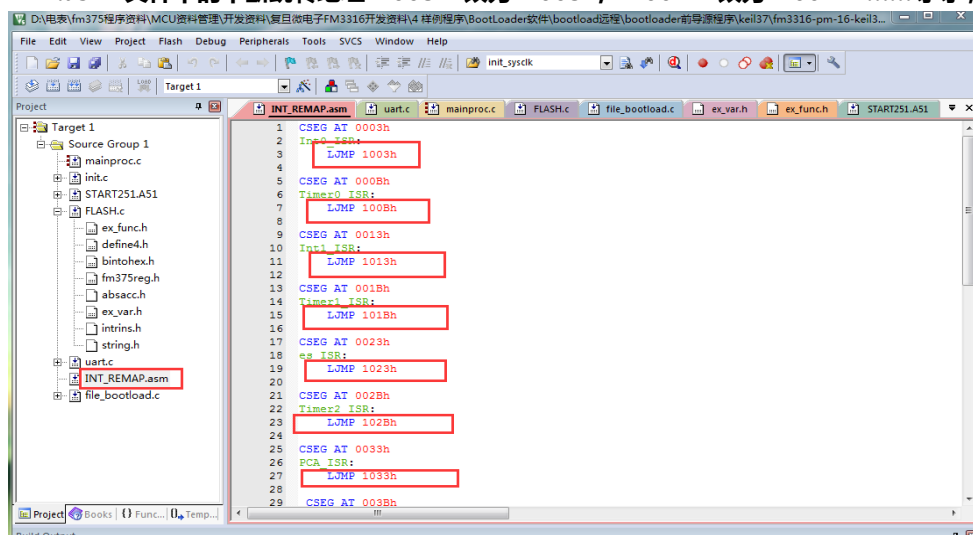 D:\电表\fm375程序资料\MCU资料管理\开发资料\复旦微电子FM3316开发资料\4 样例程序\BootLoader软件\bootload远程\bootloader前导源程序\keil37\fm3316-pm-16-keil3...
File Edit View Project Flash Debug Peripherals Tools SVCS Window Help
init_sysclk
Target 1
Project
INT_REMAP.asm uart.c mainproc.c FLASH.c file_bootload.c ex_var.h ex_func.h START251.A51
Target 1
Source Group 1
mainproc.c
init.c
START251.A51
FLASH.c
ex_func.h
define4.h
bintohex.h
fm375reg.h
absacc.h
ex_var.h
intrins.h
string.h
uart.c
INT_REMAP.asm
file_bootload.c
Project Books Func... Temp...
1 CSEG AT 0003h
2 Int0_ISR:
3 LJMP 1003h
4
5 CSEG AT 000Bh
6 Timer0_ISR:
7 LJMP 100Bh
8
9 CSEG AT 0013h
10 Int1_ISR:
11 LJMP 1013h
12
13 CSEG AT 001Bh
14 Timer1_ISR:
15 LJMP 101Bh
16
17 CSEG AT 0023h
18 es_ISR:
19 LJMP 1023h
20
21 CSEG AT 002Bh
22 Timer2_ISR:
23 LJMP 102Bh
24
25 CSEG AT 0033h
26 PCA_ISR:
27 LJMP 1033h
28
29 CSEG AT 003Bh